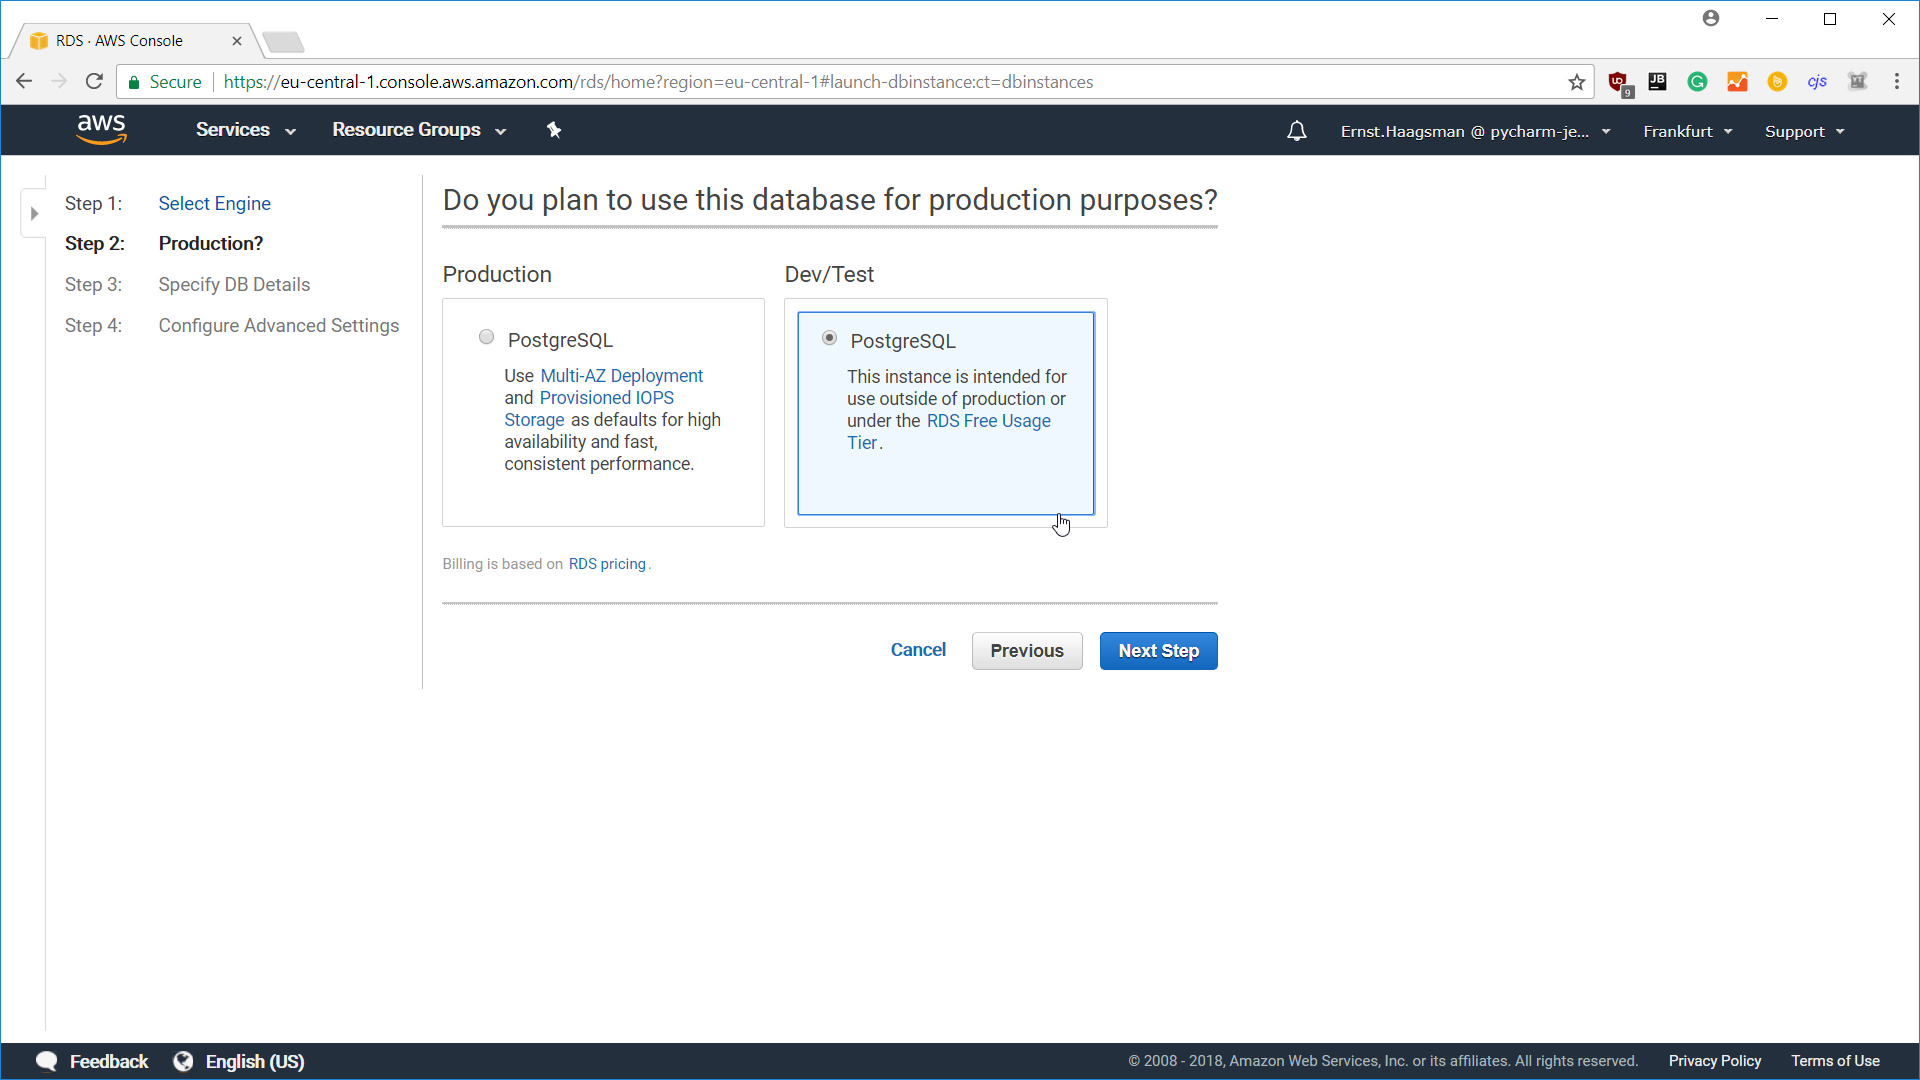 RDS · AWS Console
Secure
https://eu-central-1.console.aws.amazon.com/rds/home?region=eu-central-1#launch-dbinstance:ct=dbinstances
9
JB
G
cjs
aws
Services
Resource Groups
Ernst.Haagsman @ pycharm-je...
Frankfurt
Support
Step 1: Select Engine
Step 2: Production?
Step 3: Specify DB Details
Step 4: Configure Advanced Settings
Do you plan to use this database for production purposes?
Production
PostgreSQL
Use Multi-AZ Deployment
and Provisioned IOPS
Storage as defaults for high
availability and fast,
consistent performance.
Dev/Test
PostgreSQL
This instance is intended for
use outside of production or
under the RDS Free Usage
Tier.
Billing is based on RDS pricing.
Cancel
Previous
Next Step
Feedback
English (US)
© 2008 - 2018, Amazon Web Services, Inc. or its affiliates. All rights reserved.
Privacy Policy
Terms of Use